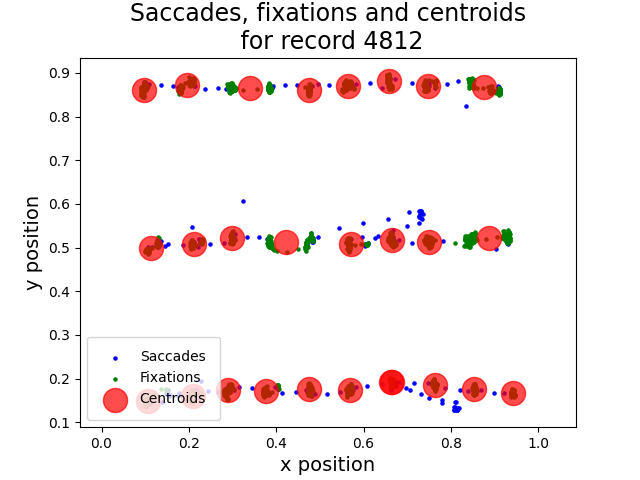 Saccades, fixations and centroids
for record 4812
y position
0.9
0.8
0.7
0.6
0.5
0.4
0.3
0.2
0.1
Saccades
Fixations
Centroids
0.0 0.2 0.4 0.6 0.8 1.0
x position